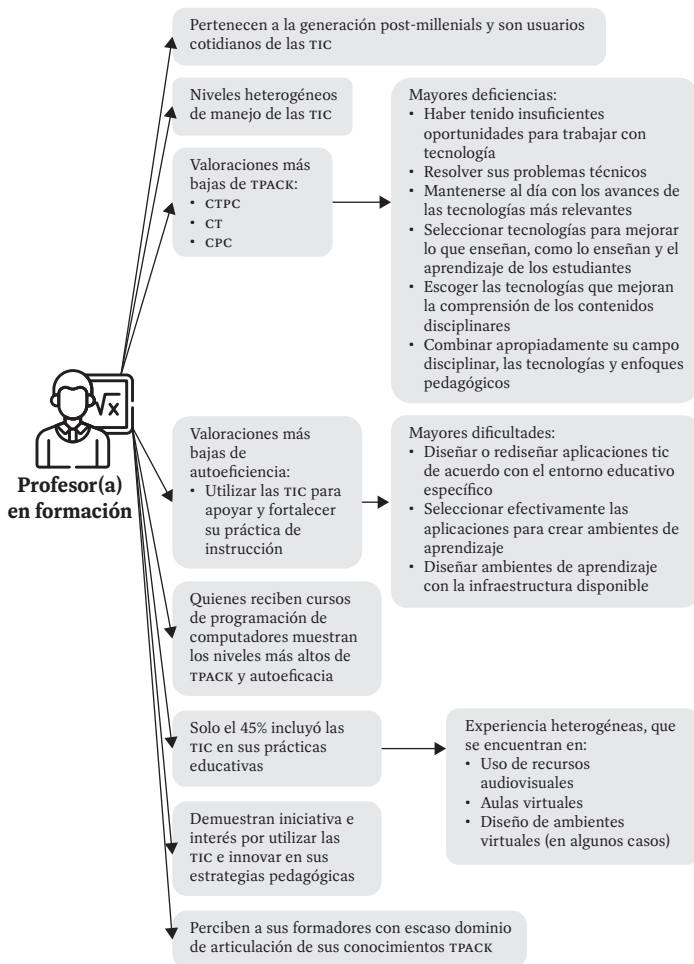 Pertenecen a la generación post-millenials y son usuarios
cotidianos de las TIC
Niveles heterogéneos
de manejo de las TIC
Valoraciones más
bajas de TPACK:
• CTPC
• CT
• CPC
Mayores deficiencias:
• Haber tenido insuficientes
oportunidades para trabajar con
tecnología
• Resolver sus problemas técnicos
• Mantenerse al día con los avances de
las tecnologías más relevantes
• Seleccionar tecnologías para mejorar
lo que enseñan, como lo enseñan y el
aprendizaje de los estudiantes
• Escoger las tecnologías que mejoran
la comprensión de los contenidos
disciplinares
• Combinar apropiadamente su campo
disciplinar, las tecnologías y enfoques
pedagógicos
√x
Profesor(a)
en formación
Valoraciones más
bajas de
autoeficiencia:
• Utilizar las TIC para
apoyar y fortalecer
su práctica de
instrucción
Mayores dificultades:
• Diseñar o rediseñar aplicaciones tic
de acuerdo con el entorno educativo
específico
• Seleccionar efectivamente las
aplicaciones para crear ambientes de
aprendizaje
• Diseñar ambientes de aprendizaje
con la infraestructura disponible
Quienes reciben cursos
de programación de
computadores muestran
los niveles más altos de
TPACK y autoeficacia
Solo el 45% incluyó las
TIC en sus prácticas
educativas
Experiencia heterogéneas, que
se encuentran en:
• Uso de recursos
audiovisuales
• Aulas virtuales
• Diseño de ambientes
virtuales (en algunos casos)
Demuestran iniciativa e
interés por utilizar las
TIC e innovar en sus
estrategias pedagógicas
Perciben a sus formadores con escaso dominio
de articulación de sus conocimientos TPACK